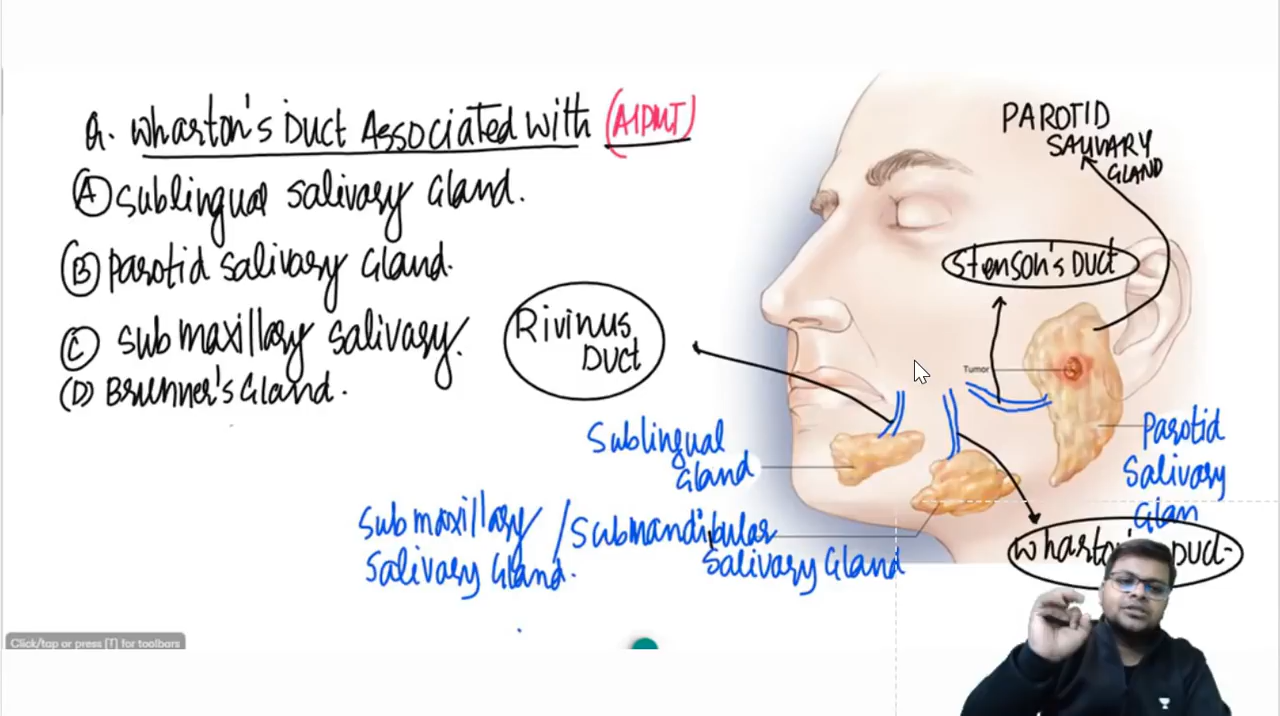 Q. Wharton's Duct Associated with (AIPMT)
(A) Sublingual Salivary Gland.
(B) Parotid Salivary Gland.
(C) Submaxillary Salivary.
(D) Brunner's Gland.
Rivinus
Duct
PAROTID
SALIVARY
GLAND
Stenson's Duct
Tumor
Sublingual
Gland
Parotid
Salivary
Glan
Submaxillary / Submandibular
Salivary Gland. Salivary Gland
Duct
Click/tap or press [T] for toolbars